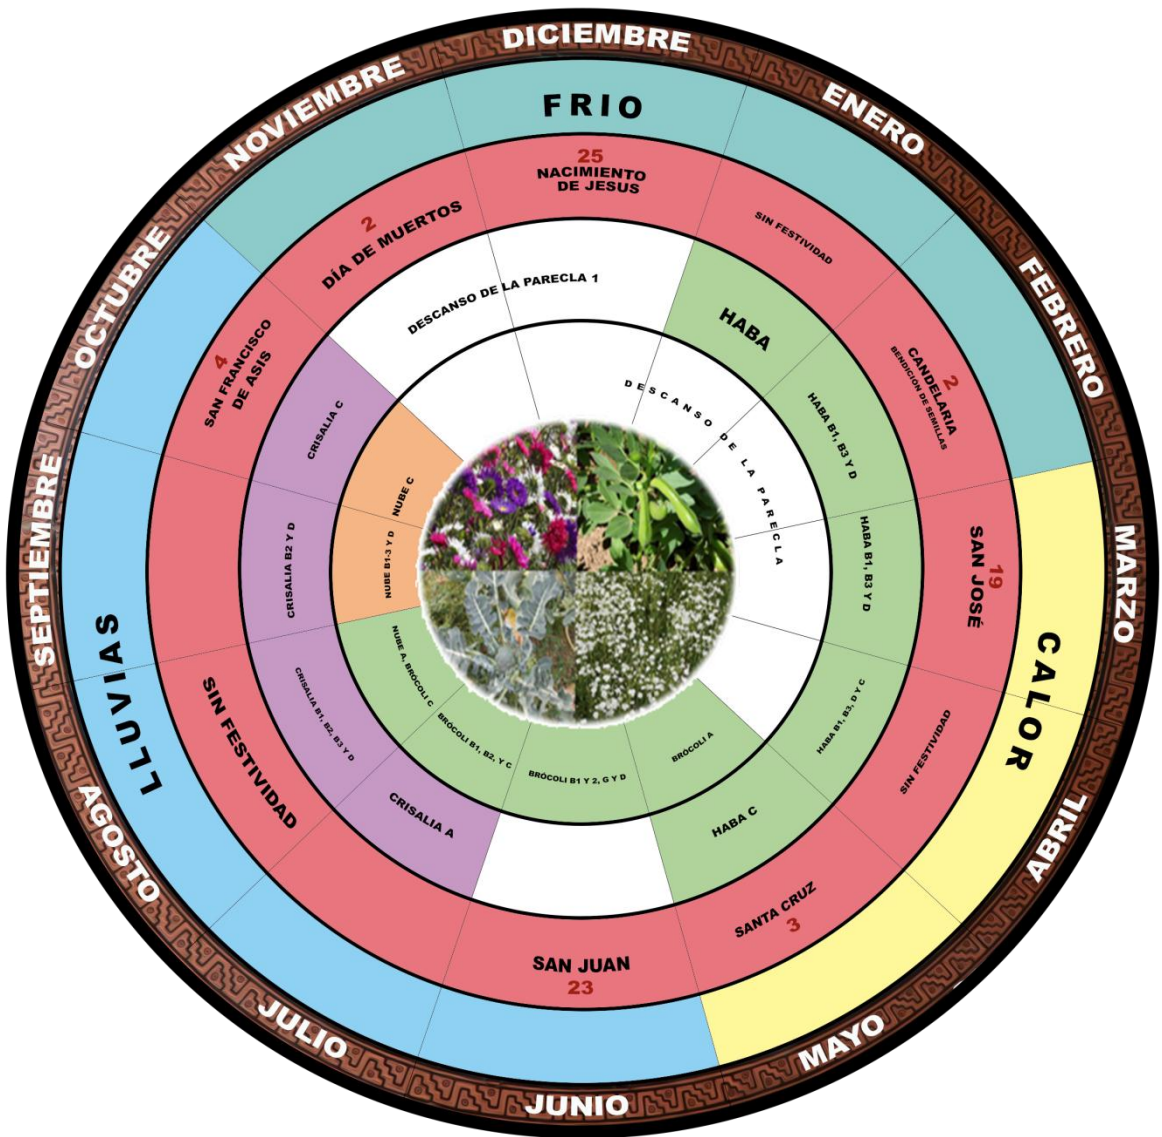 DICIEMBRE
ENERO
FEBRERO
MARZO
ABRIL
MAYO
JUNIO
JULIO
AGOSTO
SEPTIEMBRE
OCTUBRE
NOVIEMBRE
FRIO
CALOR
LLUVIAS
25
NACIMIENTO
DE JESUS
SIN FESTIVIDAD
2
CANDELARIA
BENDICIÓN DE SEMILLAS
19
SAN JOSÉ
SIN FESTIVIDAD
SANTA CRUZ
3
SAN JUAN
23
SIN FESTIVIDAD
4
SAN FRANCISCO
DE ASIS
2
DÍA DE MUERTOS
DESCANSO DE LA PARECLA 1
HABA
HABA B1, B3 Y D
HABA B1, B3 Y D
HABA B1, B3, D Y C
HABA C
CRISALIA A
CRISALIA B1, B2, B3 Y D
CRISALIA B2 Y D
CRISALIA C
DESCANSO DE LA PARECLA
BRÓCOLI A
BRÓCOLI B1 Y 2, G Y D
BRÓCOLI B1, B2, Y C
NUBE A, BRÓCOLI C
NUBE B1-3 Y D
NUBE C